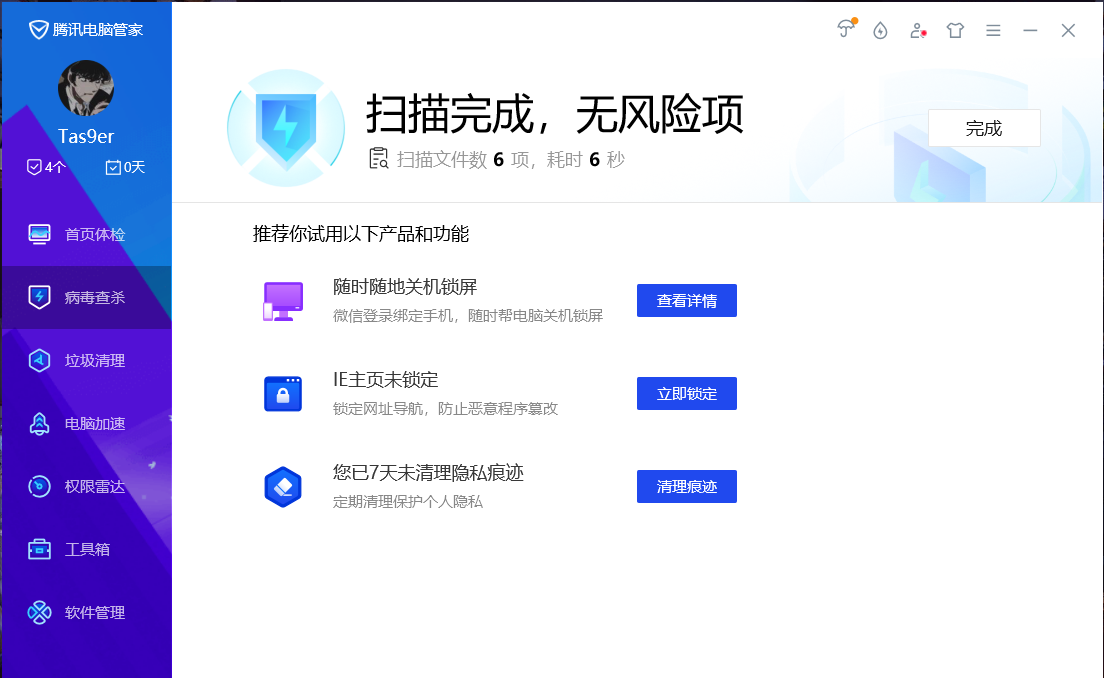 腾讯电脑管家
Tas9er
4个 0天
首页体检
病毒查杀
垃圾清理
电脑加速
权限雷达
工具箱
软件管理
扫描完成，无风险项
扫描文件数 6 项，耗时 6 秒
完成
推荐你试用以下产品和功能
随时随地关机锁屏
微信登录绑定手机，随时帮电脑关机锁屏
查看详情
IE主页未锁定
锁定网址导航，防止恶意程序篡改
立即锁定
您已7天未清理隐私痕迹
定期清理保护个人隐私
清理痕迹